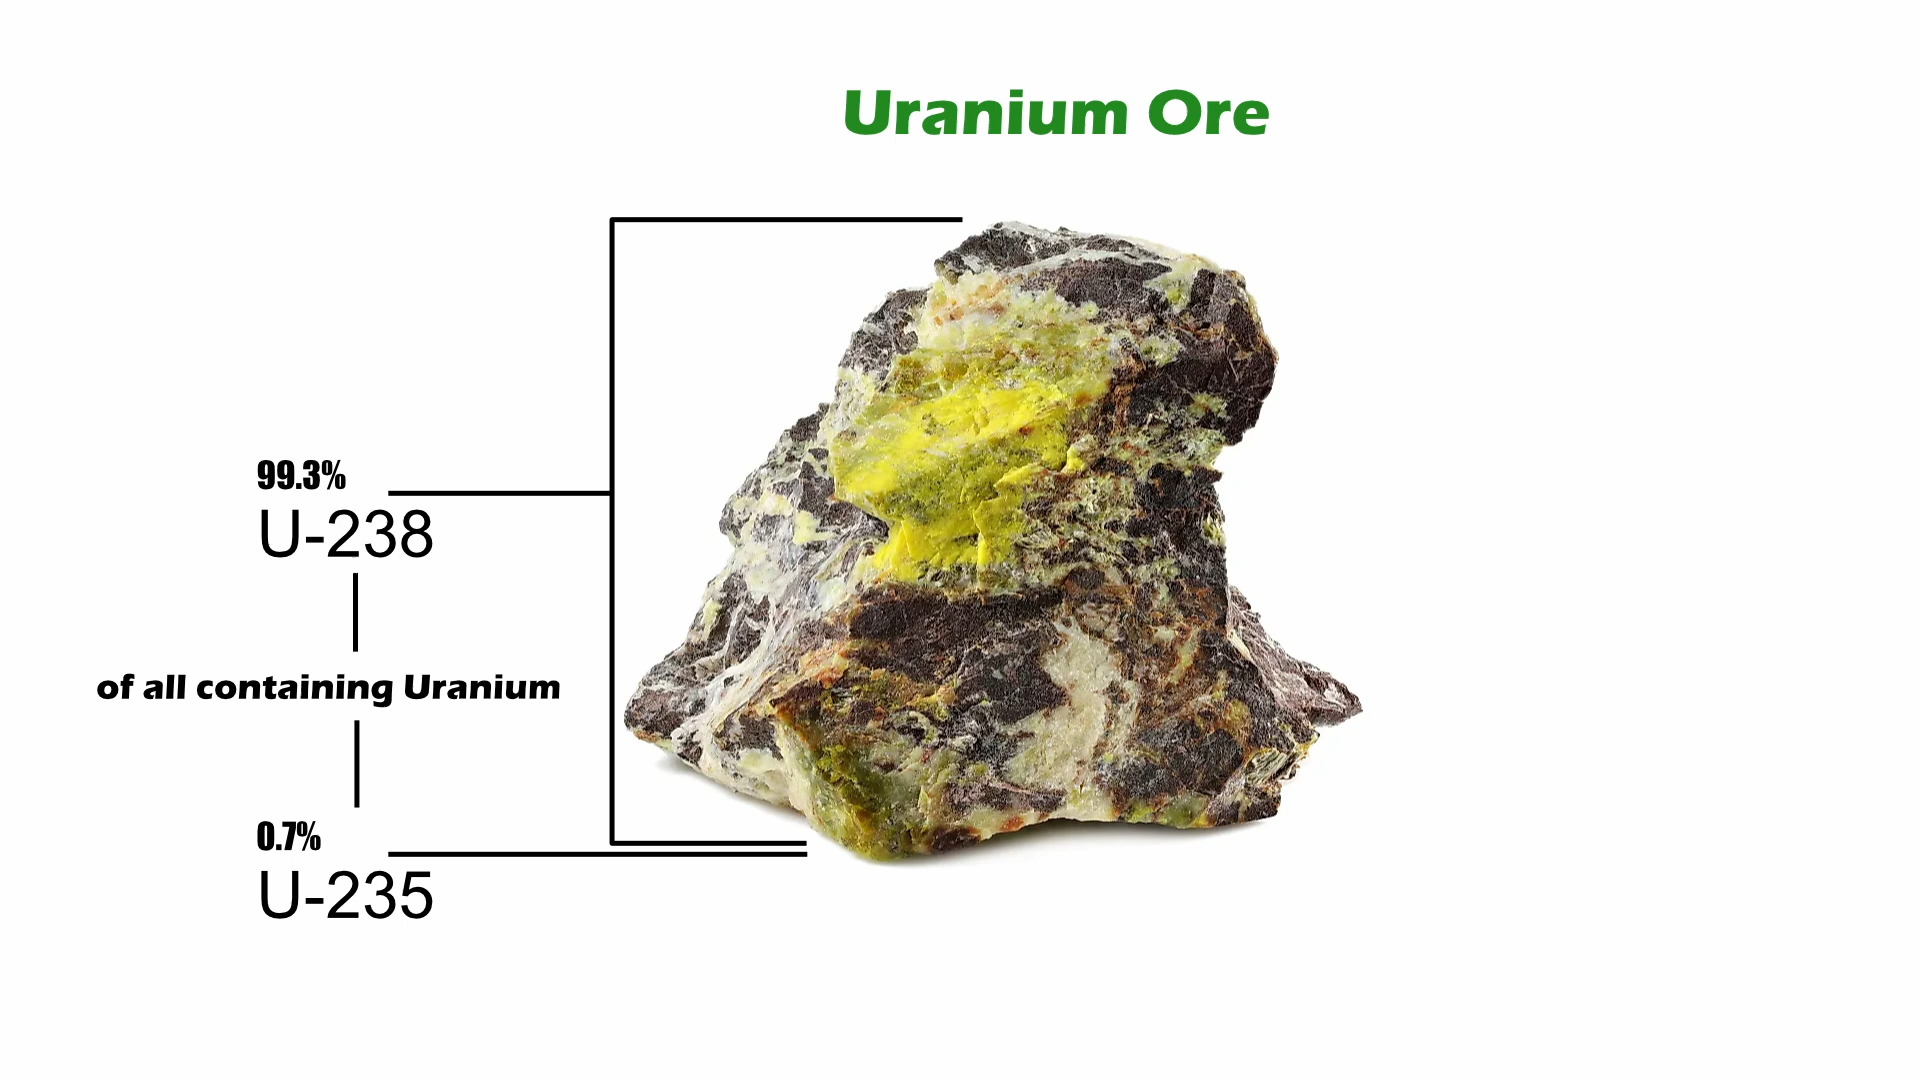 Uranium Ore
99.3%
U-238
of all containing Uranium
0.7%
U-235